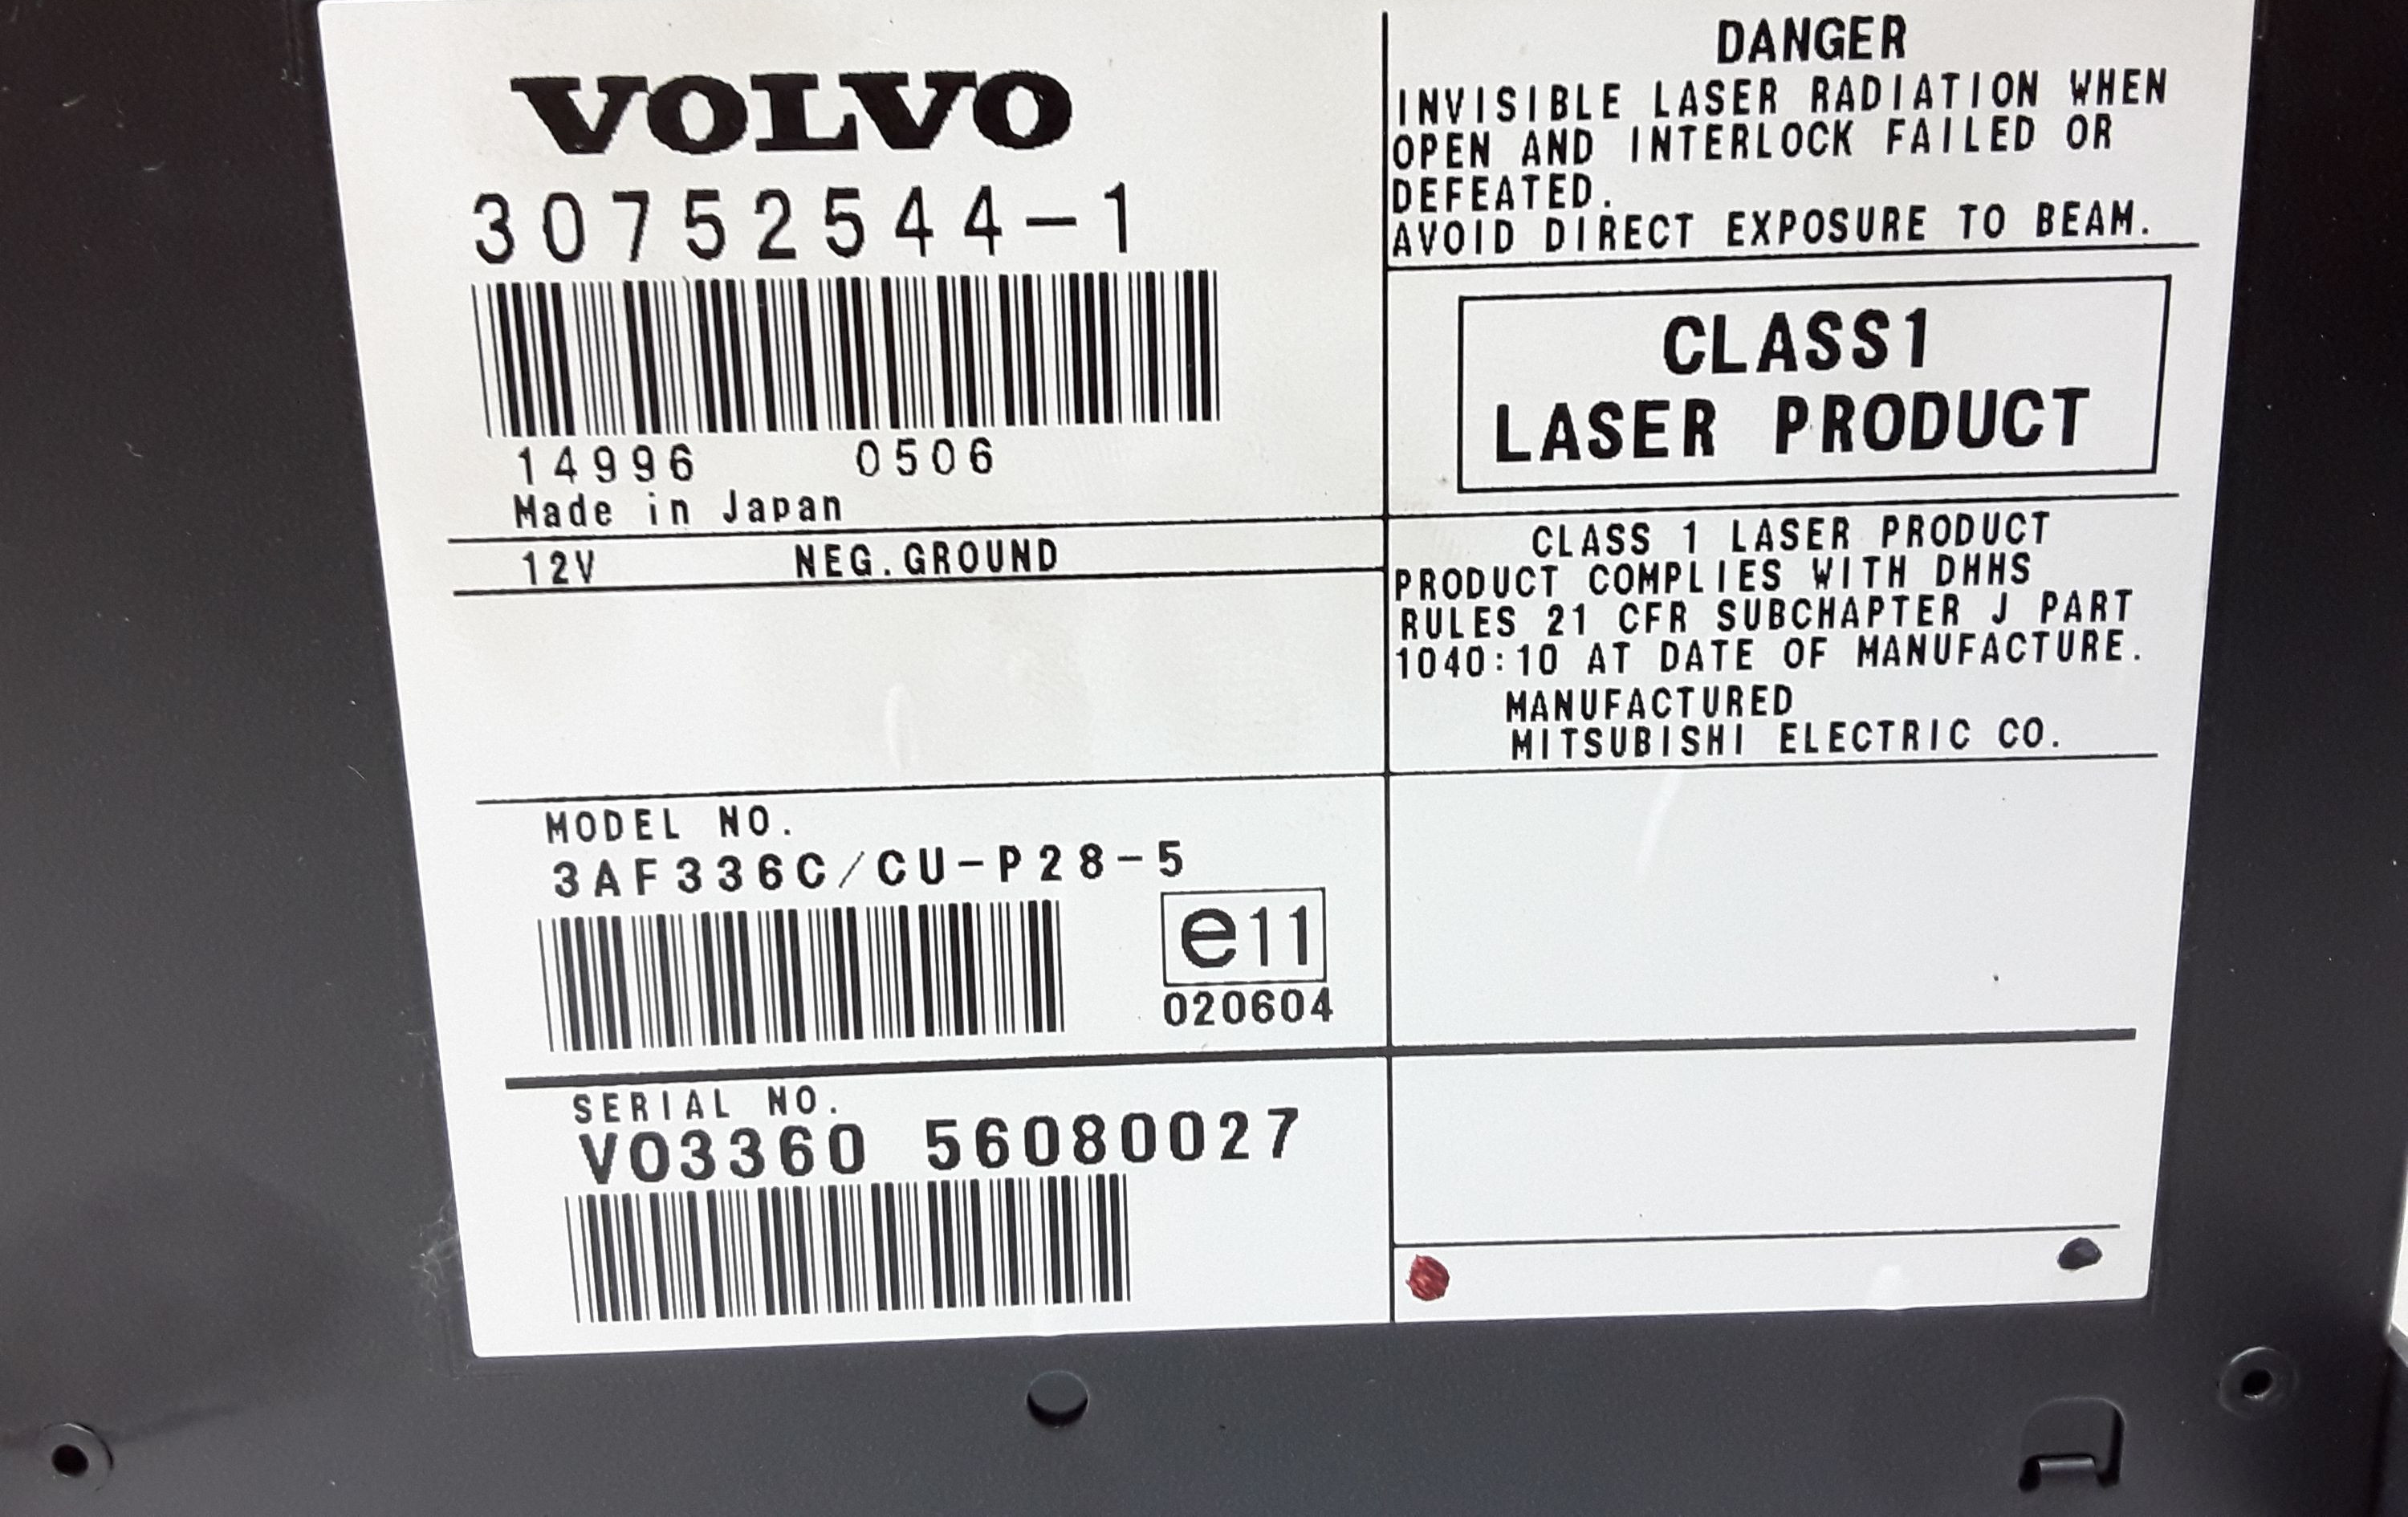 VOLVO
30752544-1
14996 0506
Made in Japan
12V NEG.GROUND
MODEL NO.
3AF336C/CU-P28-5
e11
020604
SERIAL NO.
VO3360 56080027
DANGER
INVISIBLE LASER RADIATION WHEN
OPEN AND INTERLOCK FAILED OR
DEFEATED.
AVOID DIRECT EXPOSURE TO BEAM.
CLASS1
LASER PRODUCT
CLASS 1 LASER PRODUCT
PRODUCT COMPLIES WITH DHHS
RULES 21 CFR SUBCHAPTER J PART
1040:10 AT DATE OF MANUFACTURE.
MANUFACTURED
MITSUBISHI ELECTRIC CO.